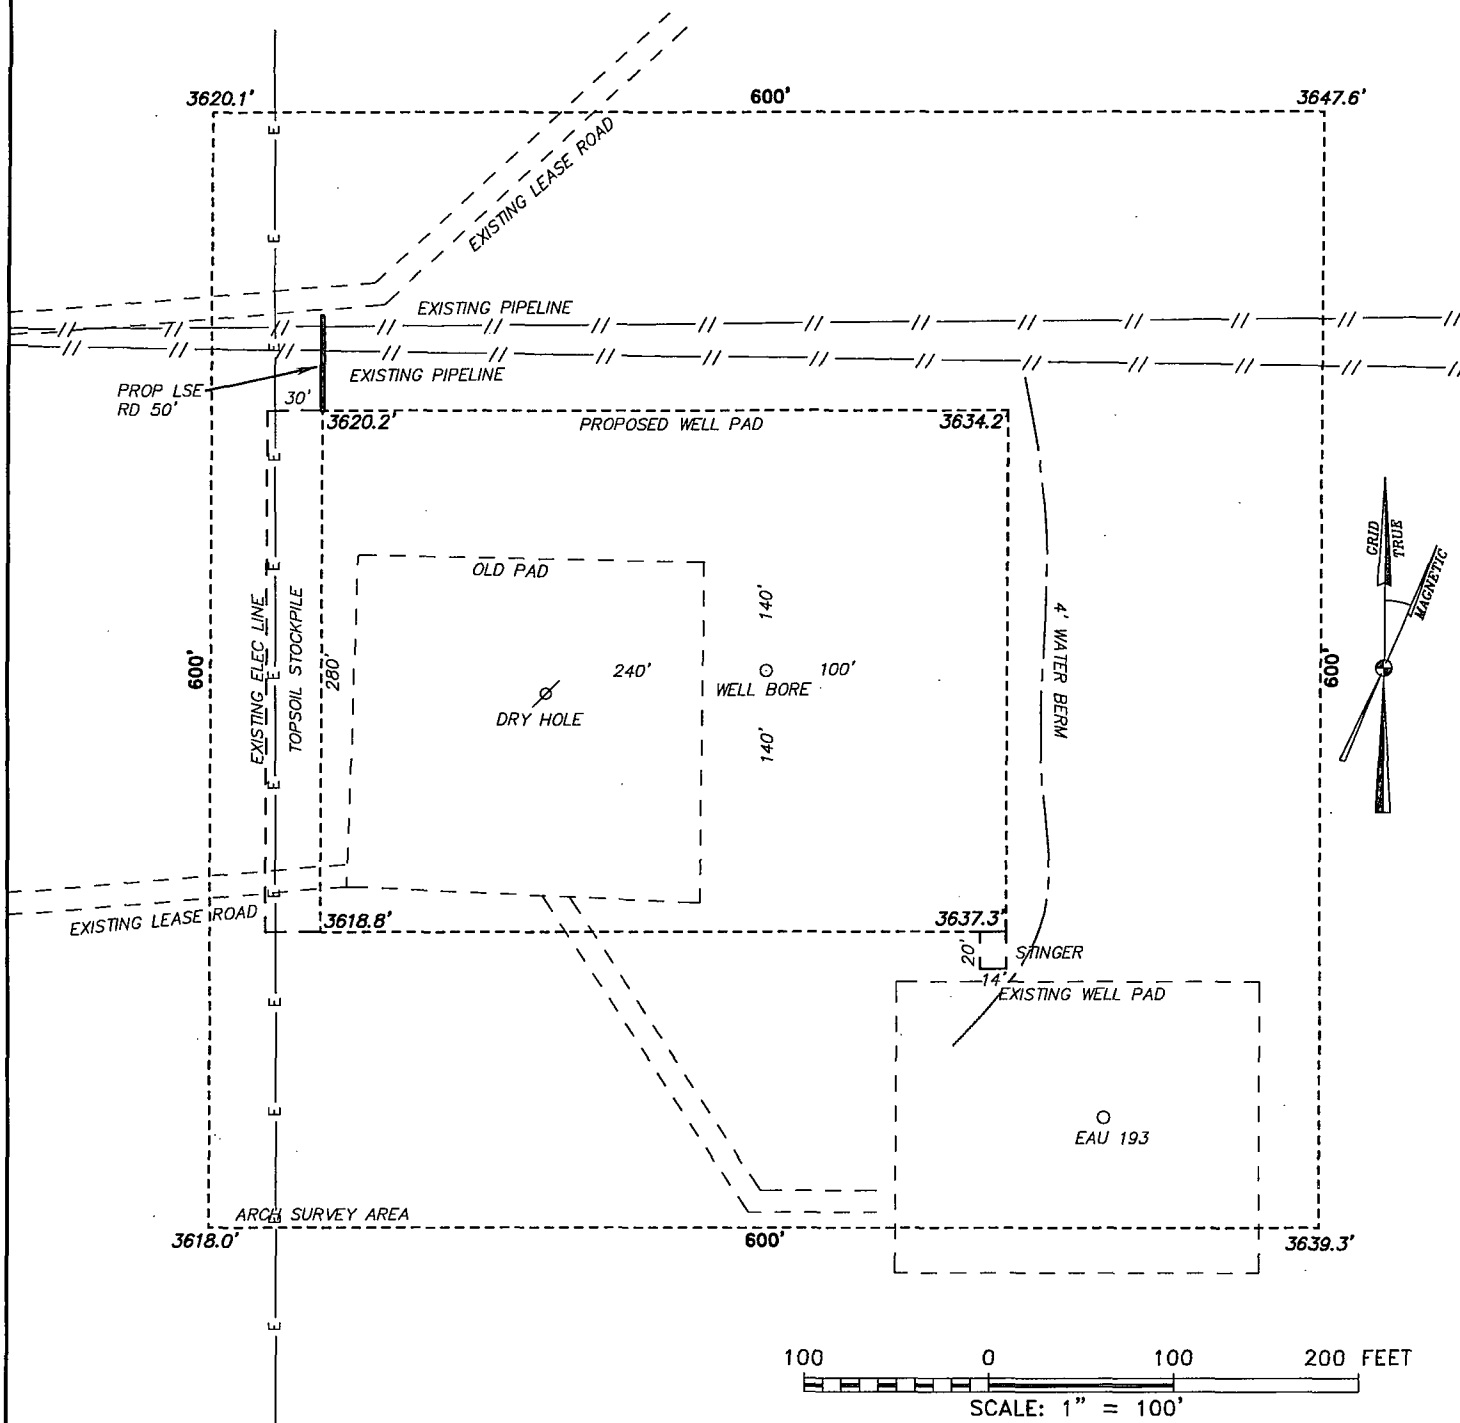 3620.1'
600'
3647.6'
EXISTING LEASE ROAD
EXISTING PIPELINE
EXISTING PIPELINE
PROP LSE
RD 50'
30'
3620.2'
PROPOSED WELL PAD
3634.2'
GRID
TRUE
MAGNETIC
OLD PAD
EXISTING ELEC LINE
TOPSOIL STOCKPILE
140'
4' WATER BERM
600'
280'
240'
WELL BORE
100'
600'
DRY HOLE
140'
EXISTING LEASE ROAD
3618.8'
3637.3'
20'
STINGER
14'
EXISTING WELL PAD
EAU 193
ARCH SURVEY AREA
3618.0'
600'
3639.3'
100 0 100 200 FEET
SCALE: 1" = 100'
E
E
E
E
E
E
E
E
E
E
E